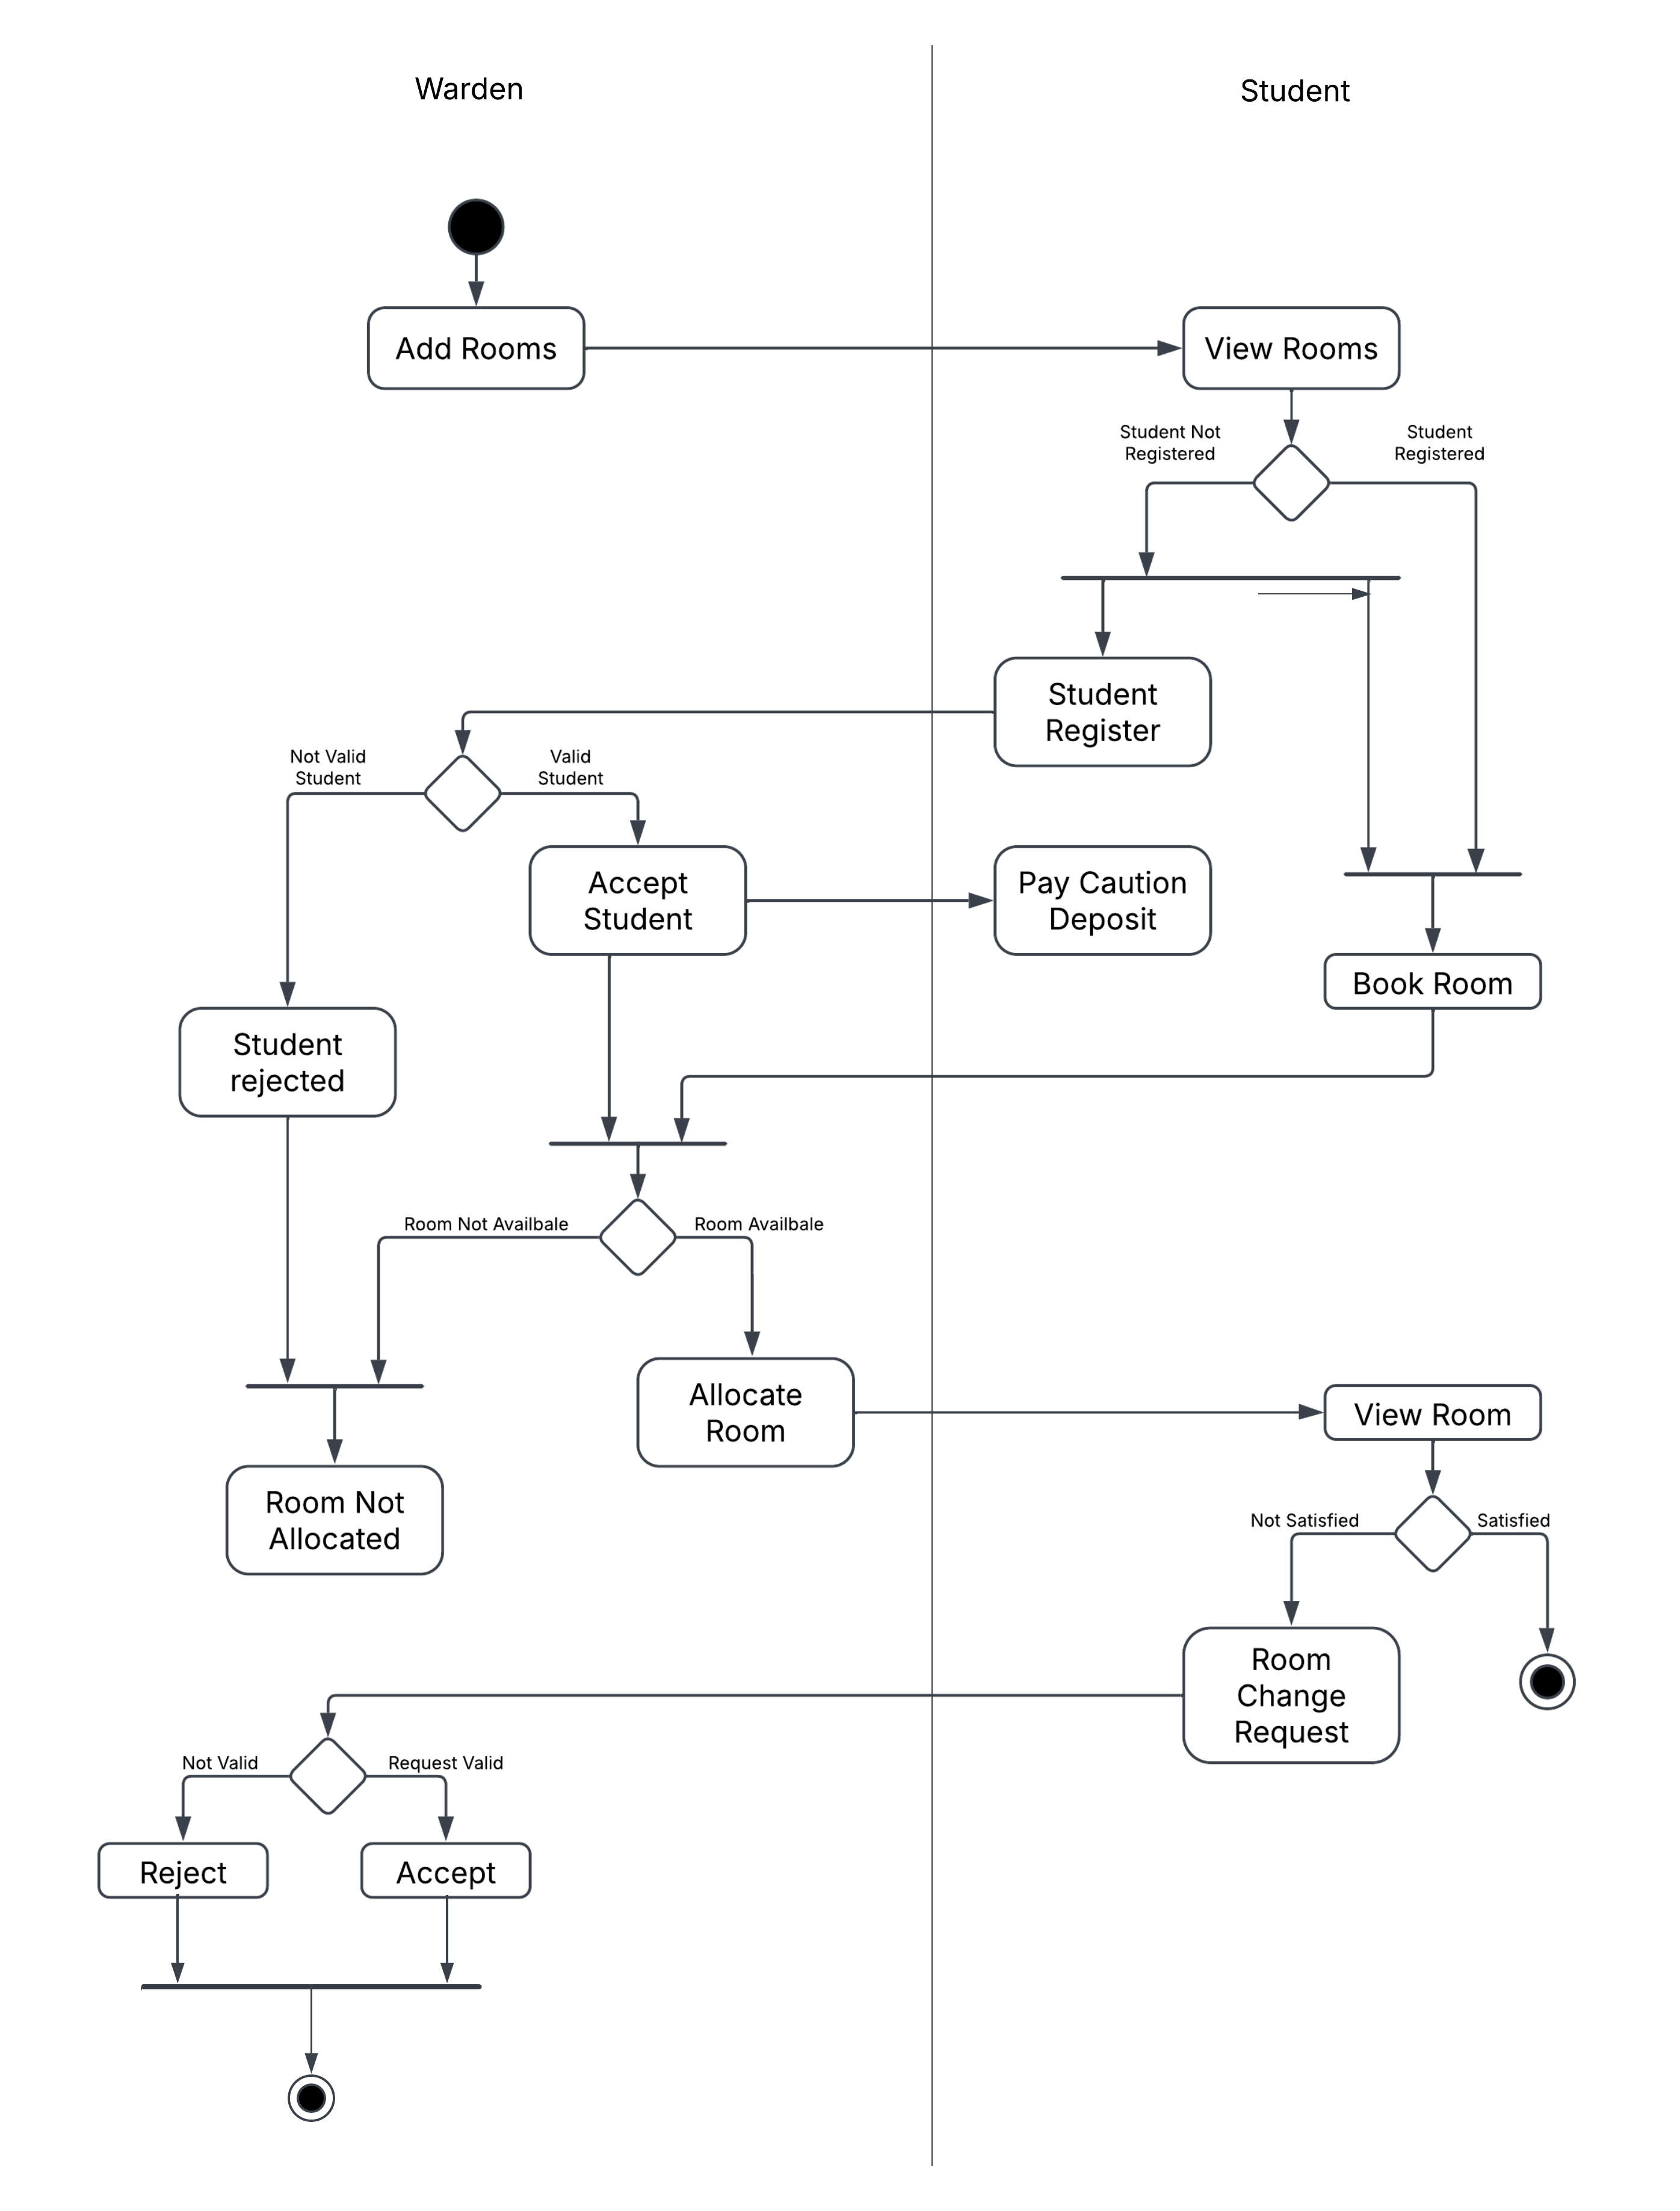 Warden
Student
Add Rooms
View Rooms
Student Not
Registered
Student
Registered
Student
Register
Not Valid
Student
Valid
Student
Accept
Student
Pay Caution
Deposit
Book Room
Student
rejected
Room Not Availbale
Room Availbale
Allocate
Room
View Room
Room Not
Allocated
Not Satisfied
Satisfied
Room
Change
Request
Not Valid
Request Valid
Reject
Accept